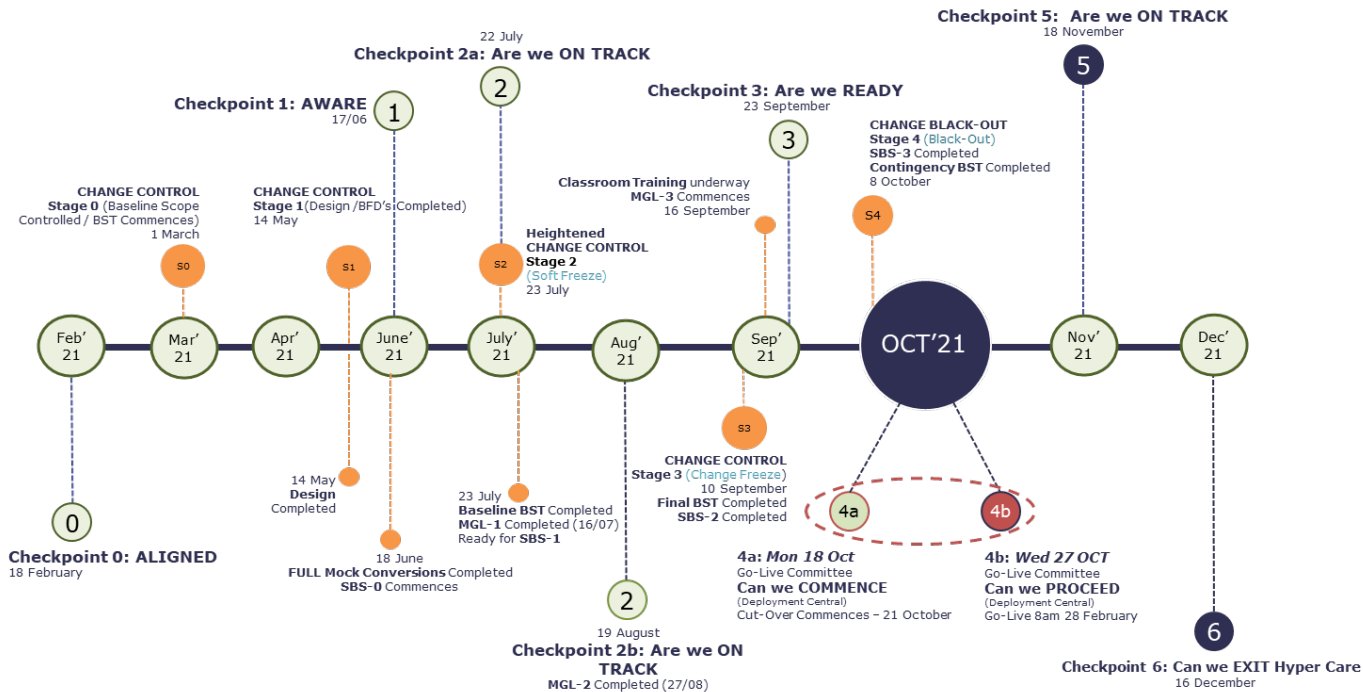 Checkpoint 5:  Are we ON TRACK
18 November
5
22 July
Checkpoint 2a: Are we ON TRACK
2
Checkpoint 1: AWARE
17/06
1
Checkpoint 3: Are we READY
23 September
3
CHANGE BLACK-OUT
Stage 4 (Black-Out)
SBS-3 Completed
Contingency BST Completed
8 October
S4
CHANGE CONTROL
Stage 0 (Baseline Scope
Controlled / BST Commences)
1 March
S0
CHANGE CONTROL
Stage 1(Design /BFD's Completed)
14 May
S1
Heightened
CHANGE CONTROL
Stage 2
(Soft Freeze)
23 July
S2
Classroom Training underway
MGL-3 Commences
16 September
Feb'
21
Mar'
21
Apr'
21
June'
21
July'
21
Aug'
21
Sep'
21
OCT'21
Nov'
21
Dec'
21
0
Checkpoint 0: ALIGNED
18 February
14 May
Design
Completed
18 June
FULL Mock Conversions Completed
SBS-0 Commences
23 July
Baseline BST Completed
MGL-1 Completed (16/07)
Ready for SBS-1
2
19 August
Checkpoint 2b: Are we ON
TRACK
MGL-2 Completed (27/08)
S3
CHANGE CONTROL
Stage 3 (Change Freeze)
10 September
Final BST Completed
SBS-2 Completed
4a
4a: Mon 18 Oct
Go-Live Committee
Can we COMMENCE
(Deployment Central)
Cut-Over Commences – 21 October
4b
4b: Wed 27 OCT
Go-Live Committee
Can we PROCEED
(Deployment Central)
Go-Live 8am 28 February
6
Checkpoint 6: Can we EXIT Hyper Care
16 December